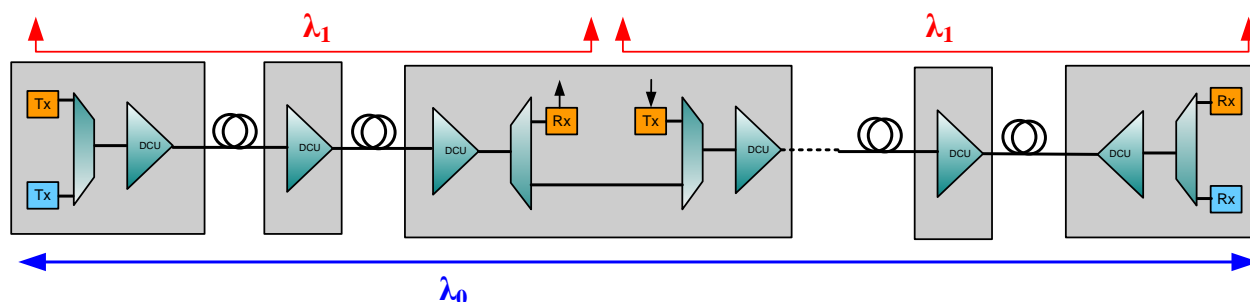 λ1 λ1
Tx Rx Tx Rx
DCU DCU DCU DCU DCU DCU
Tx Rx
λ0